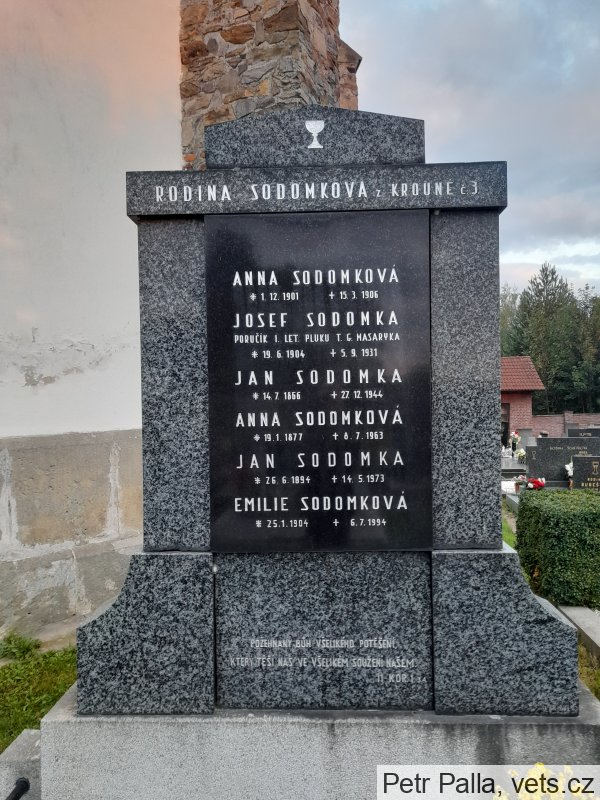 RODINA SODOMKOVA Z KROUNE Č 3
ANNA SODOMKOVÁ
* 1. 12. 1901 + 15. 3. 1906
JOSEF SODOMKA
PORUČÍK 1. LET. PLUKU T. G. MASARYKA
* 19. 6. 1904 + 5. 9. 1931
JAN SODOMKA
* 14. 7. 1866 + 27. 12. 1944
ANNA SODOMKOVÁ
* 19. 1. 1877 + 8. 7. 1963
JAN SODOMKA
* 26. 6. 1894 + 14. 5. 1973
EMILIE SODOMKOVÁ
* 25. 1. 1904 + 6. 7. 1994
POŽEHNANÝ BŮH VŠELIKÉHO POTĚŠENÍ,
KTERÝ TĚŠÍ NÁS VE VŠELIKÉM SOUŽENÍ NAŠEM.
II. KOR. 1
Petr Palla, vets.cz